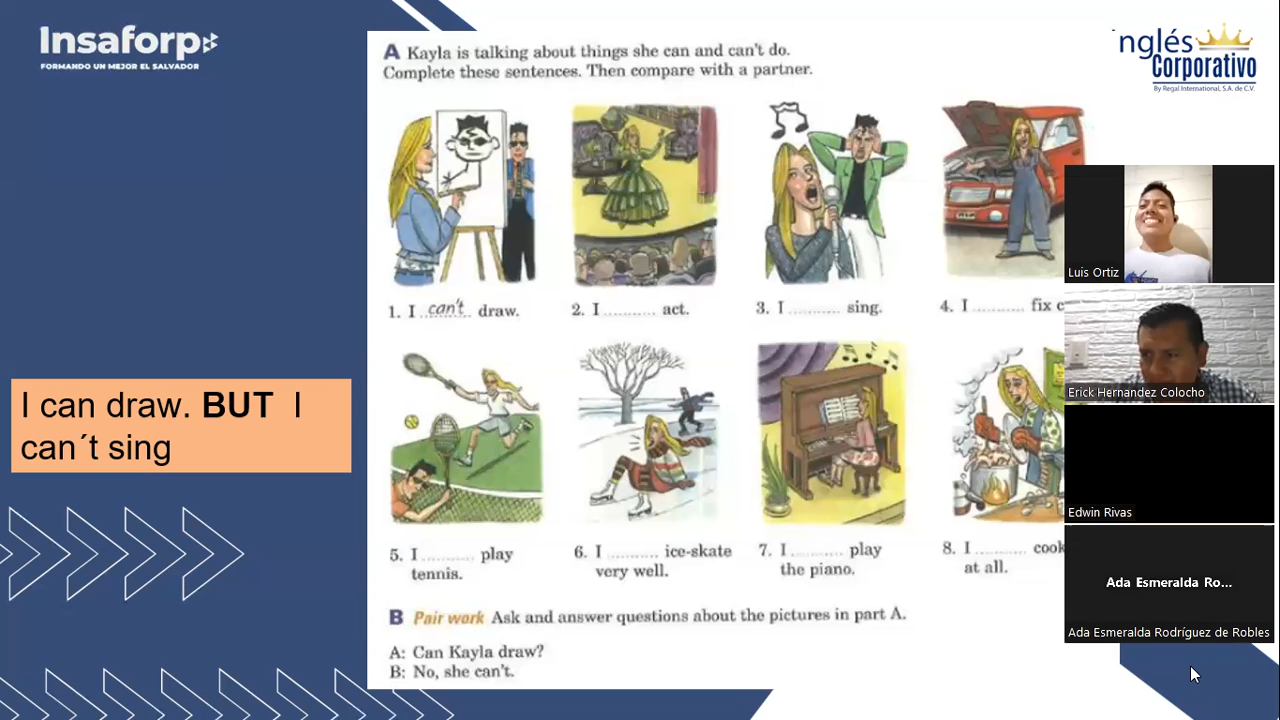 Insaforp
FORMANDO UN MEJOR EL SALVADOR
nglés
Corporativo
By Regal International, S.A. de C.V.
A Kayla is talking about things she can and can't do.
Complete these sentences. Then compare with a partner.
1. I can't draw.
2. I .......... act.
3. I .......... sing.
4. I .......... fix c
5. I .......... play
tennis.
6. I .......... ice-skate
very well.
7. I .......... play
the piano.
8. I .......... cook
at all.
B Pair work Ask and answer questions about the pictures in part A.
A: Can Kayla draw?
B: No, she can't.
I can draw. BUT I
can´t sing
Luis Ortiz
Erick Hernandez Colocho
Edwin Rivas
Ada Esmeralda Ro...
Ada Esmeralda Rodríguez de Robles